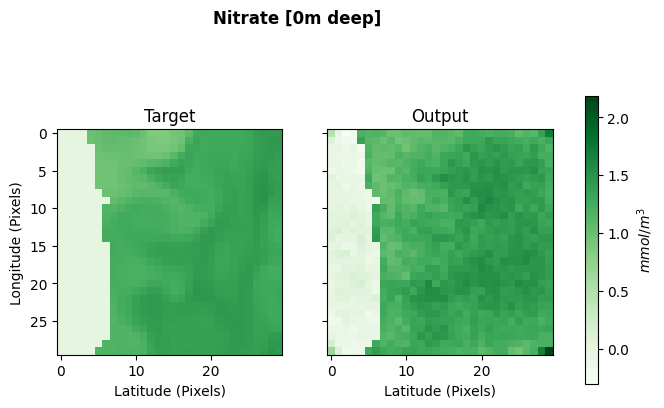 Nitrate [0m deep]
Target
Output
0
5
10
15
20
25
Longitude (Pixels)
0
10
20
Latitude (Pixels)
0
10
20
Latitude (Pixels)
2.0
1.5
1.0
0.5
0.0
mmol/m³